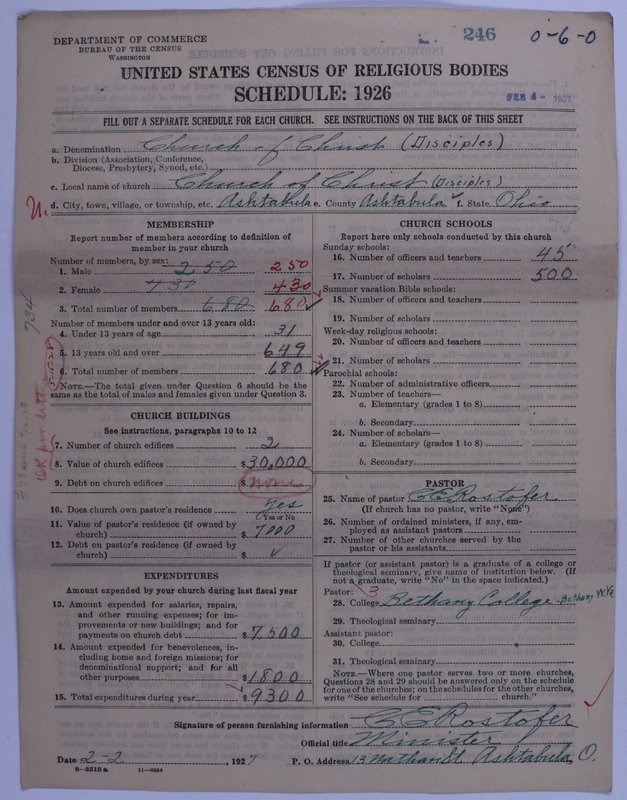 246
0-6-0
DEPARTMENT OF COMMERCE
BUREAU OF THE CENSUS
WASHINGTON
FEB 4 - 1927
UNITED STATES CENSUS OF RELIGIOUS BODIES
SCHEDULE: 1926
FILL OUT A SEPARATE SCHEDULE FOR EACH CHURCH. SEE INSTRUCTIONS ON THE BACK OF THIS SHEET
a. Denomination Church of Christ (Disciples)
b. Division (Association, Conference,
Diocese, Presbytery, Synod, etc.)
c. Local name of church Church of Christ (Disciples)
d. City, town, village, or township, etc. Ashtabula e. County Ashtabula f. State Ohio
MEMBERSHIP
Report number of members according to definition of
member in your church
Number of members, by sex:
1. Male 250 250
2. Female 430 430
3. Total number of members 680 680
Number of members under and over 13 years old:
4. Under 13 years of age 31
5. 13 years old and over 649
6. Total number of members 680
NOTE.—The total given under Question 6 should be
same as the total of males and females given under Question 3.
734
CHURCH BUILDINGS
See instructions, paragraphs 10 to 12
7. Number of church edifices 2
8. Value of church edifices $30,000
9. Debt on church edifices $ none
10. Does church own pastor's residence yes
(Yes or No
11. Value of pastor's residence (if owned by
church) $ 7000
12. Debt on pastor's residence (if owned by
church) $
EXPENDITURES
Amount expended by your church during last fiscal year
13. Amount expended for salaries, repairs,
and other running expenses; for im-
provements or new buildings; and for
payments on church debt $7,500
14. Amount expended for benevolences, in-
cluding home and foreign missions; for
denominational support; and for all
other purposes $1800
15. Total expenditures during year $9300
CHURCH SCHOOLS
Report here only schools conducted by this church
Sunday schools:
16. Number of officers and teachers 45
17. Number of scholars 500
Summer vacation Bible schools:
18. Number of officers and teachers
19. Number of scholars
Week-day religious schools:
20. Number of officers and teachers
21. Number of scholars
Parochial schools:
22. Number of administrative officers
23. Number of teachers—
a. Elementary (grades 1 to 8)
b. Secondary
24. Number of scholars—
a. Elementary (grades 1 to 8)
b. Secondary
PASTOR
25. Name of pastor C E Rostofer
(If church has no pastor, write "None")
26. Number of ordained ministers, if any, em-
ployed as assistant pastors
27. Number of other churches served by the
pastor or his assistants
If pastor (or assistant pastor) is a graduate of a college or
theological seminary, give name of institution below. (If
not a graduate, write "No" in the space indicated.)
Pastor: 3
28. College Bethany College - Bethany W.Va
29. Theological seminary
Assistant pastor:
30. College
31. Theological seminary
NOTE.—Where one pastor serves two or more churches,
Questions 28 and 29 should be answered only on the schedule
for one of the churches; on the schedules for the other churches,
write "See schedule for church."
Signature of person furnishing information C E Rostofer
Official title Minister
Date 2-2, 1927 P. O. Address 13 Nathan St. Ashtabula, O.
8—5518a 11—9034